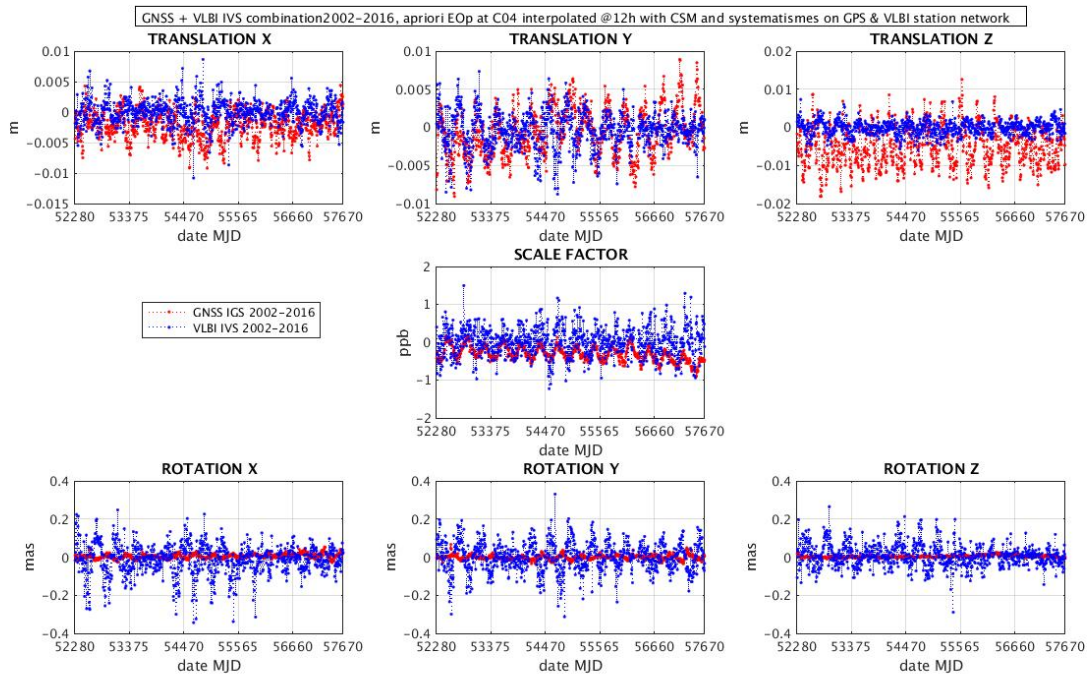 GNSS + VLBI IVS combination2002-2016, apriori EOp at C04 interpolated @12h with CSM and systematismes on GPS & VLBI station network
TRANSLATION X
0.01
0.005
0
-0.005
-0.01
-0.015
m
52280 53375 54470 55565 56660 57670
date MJD
TRANSLATION Y
0.01
0.005
0
-0.005
-0.01
m
52280 53375 54470 55565 56660 57670
date MJD
TRANSLATION Z
0.02
0.01
0
-0.01
-0.02
m
52280 53375 54470 55565 56660 57670
date MJD
GNSS IGS 2002-2016
VLBI IVS 2002-2016
SCALE FACTOR
2
1
0
-1
-2
ppb
52280 53375 54470 55565 56660 57670
date MJD
ROTATION X
0.4
0.2
0
-0.2
-0.4
mas
52280 53375 54470 55565 56660 57670
date MJD
ROTATION Y
0.4
0.2
0
-0.2
-0.4
mas
52280 53375 54470 55565 56660 57670
date MJD
ROTATION Z
0.4
0.2
0
-0.2
-0.4
mas
52280 53375 54470 55565 56660 57670
date MJD